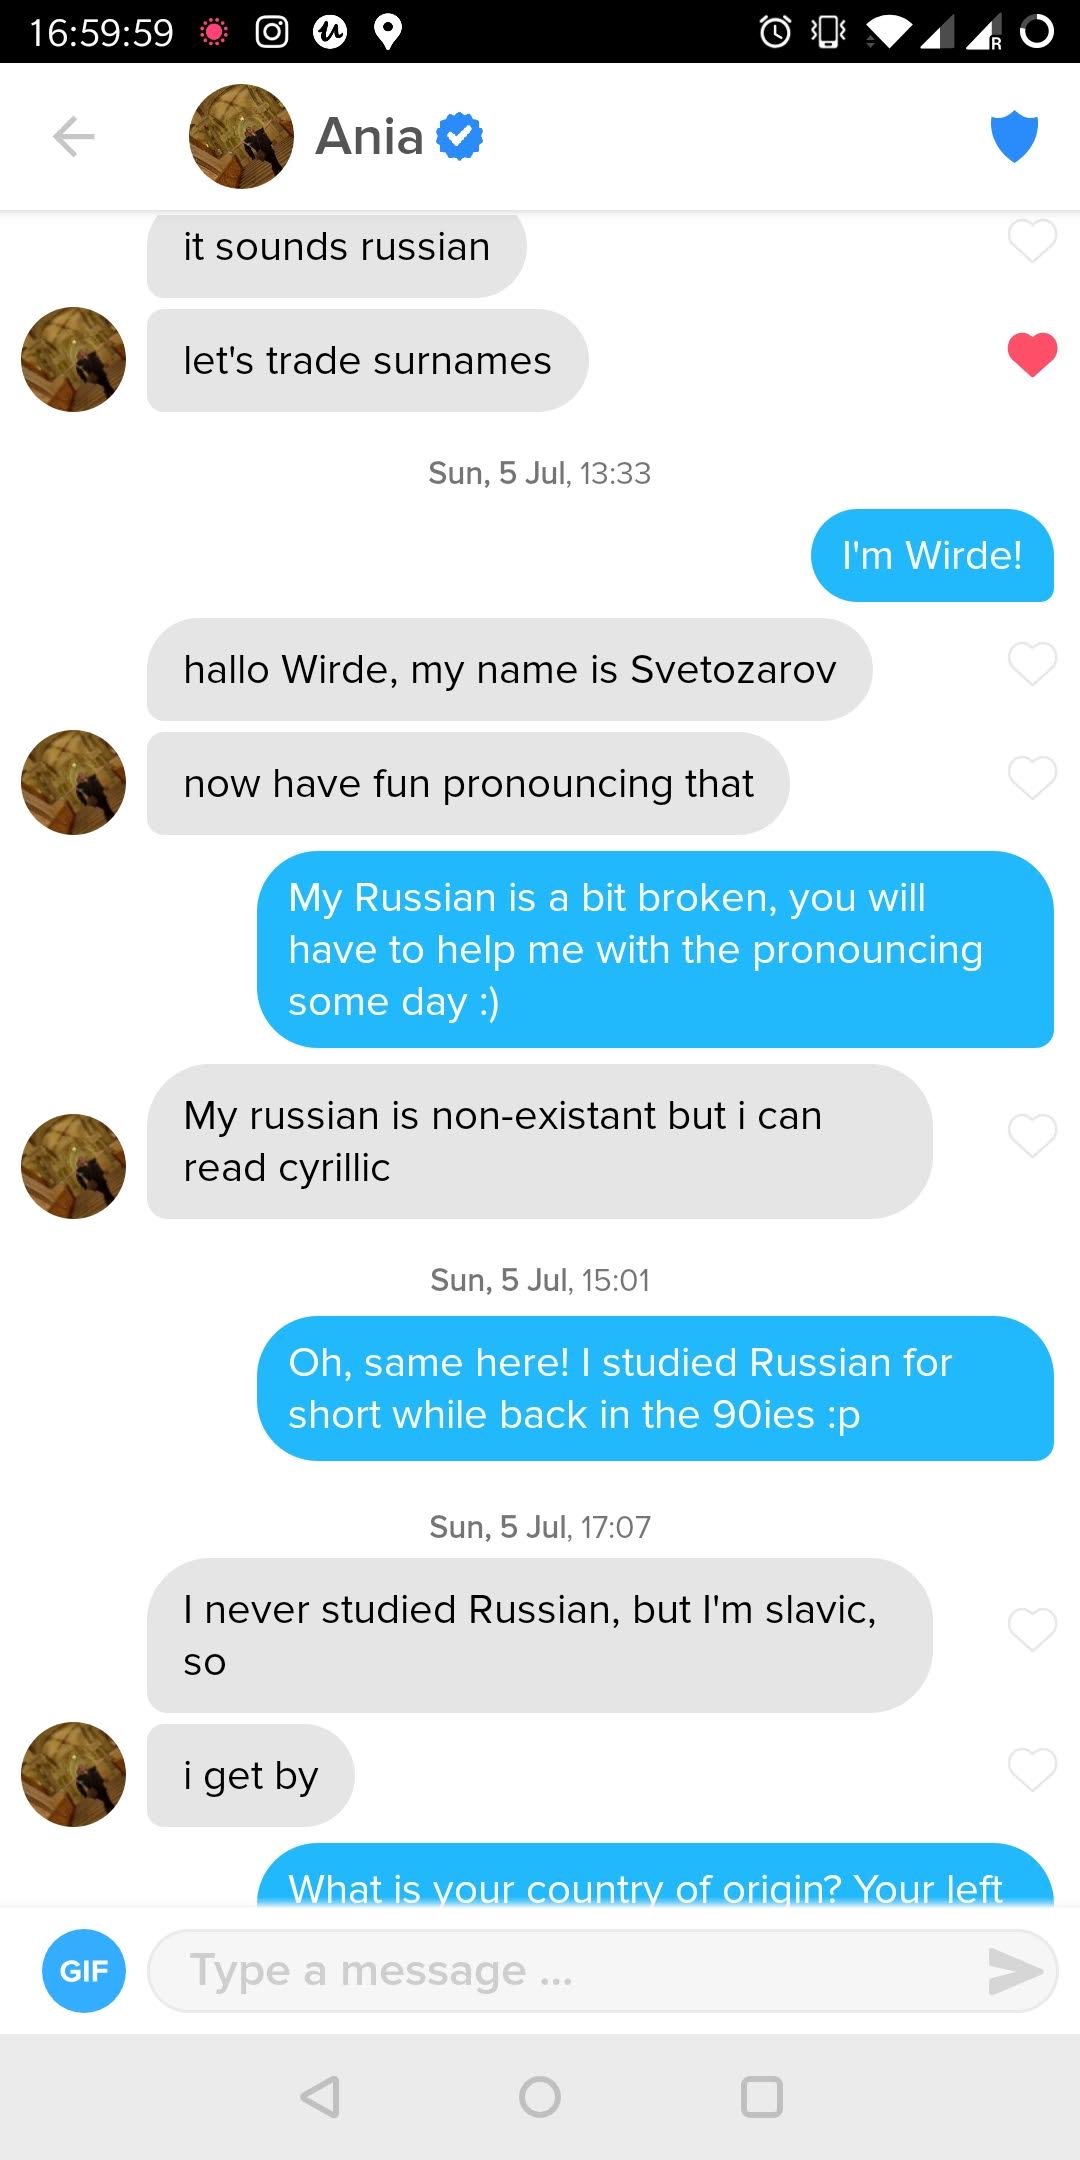 16:59:59
R
Ania
it sounds russian
let's trade surnames
Sun, 5 Jul, 13:33
I'm Wirde!
hallo Wirde, my name is Svetozarov
now have fun pronouncing that
My Russian is a bit broken, you will
have to help me with the pronouncing
some day :)
My russian is non-existant but i can
read cyrillic
Sun, 5 Jul, 15:01
Oh, same here! I studied Russian for
short while back in the 90ies :p
Sun, 5 Jul, 17:07
I never studied Russian, but I'm slavic,
so
i get by
What is your country of origin? Your left
GIF
Type a message ...